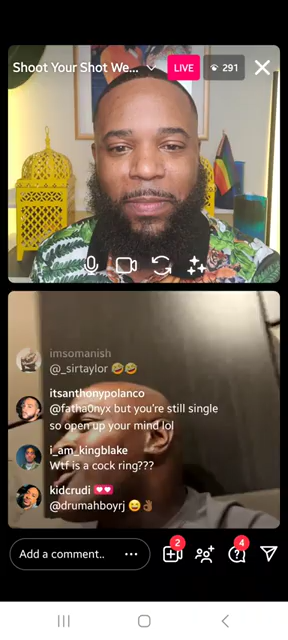 Shoot Your Shot We...
LIVE
291
imsomanish
@_sirtaylor 🤣🤣
itsanthonypolanco
@fatha0nyx but you're still single
so open up your mind lol
i_am_kingblake
Wtf is a cock ring???
kidcrudi
@drumahboyrj 😆👌🏾
2
4
Add a comment..